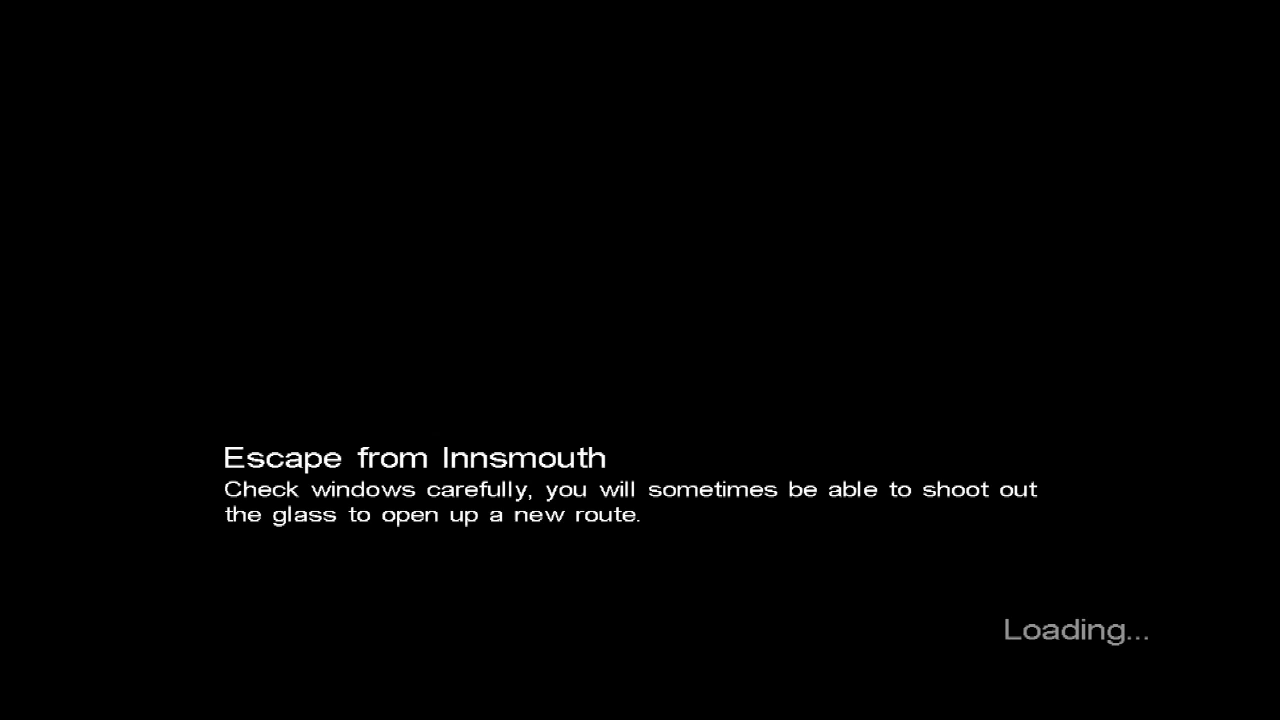 Escape from Innsmouth
Check windows carefully, you will sometimes be able to shoot out
the glass to open up a new route.
Loading...